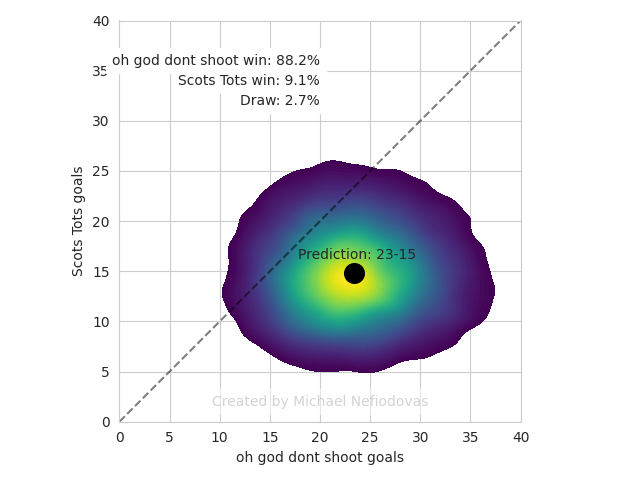 40
oh god dont shoot win: 88.2%
35
Scots Tots win: 9.1%
Draw: 2.7%
30
25
20
Scots Tots goals
Prediction: 23-15
15
10
5
Created by Michael Nefiodovas
0
0 5 10 15 20 25 30 35 40
oh god dont shoot goals